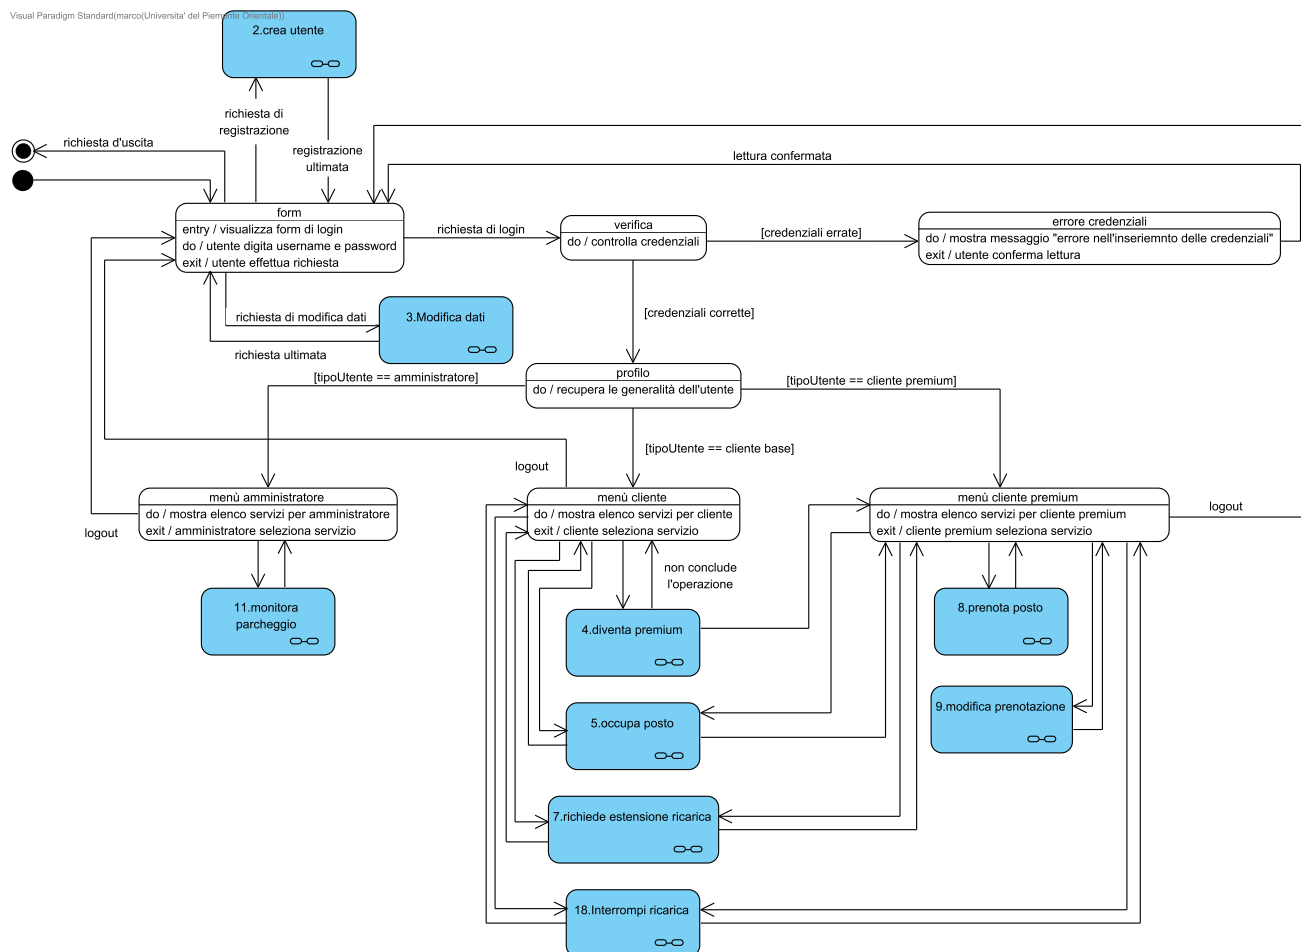 Visual Paradigm Standard(marco(Universita' del Piemonte Orientale))
2.crea utente
richiesta di
registrazione
registrazione
ultimata
richiesta d'uscita
lettura confermata
form
entry / visualizza form di login
do / utente digita username e password
exit / utente effettua richiesta
richiesta di login
verifica
do / controlla credenziali
[credenziali errate]
errore credenziali
do / mostra messaggio "errore nell'inseriemnto delle credenziali"
exit / utente conferma lettura
richiesta di modifica dati
3.Modifica dati
richiesta ultimata
[credenziali corrette]
profilo
do / recupera le generalità dell'utente
[tipoUtente == amministratore]
[tipoUtente == cliente premium]
[tipoUtente == cliente base]
logout
menù amministratore
do / mostra elenco servizi per amministratore
exit / amministratore seleziona servizio
logout
menù cliente
do / mostra elenco servizi per cliente
exit / cliente seleziona servizio
menù cliente premium
do / mostra elenco servizi per cliente premium
exit / cliente premium seleziona servizio
logout
non conclude
l'operazione
11.monitora
parcheggio
4.diventa premium
8.prenota posto
5.occupa posto
9.modifica prenotazione
7.richiede estensione ricarica
18.Interrompi ricarica